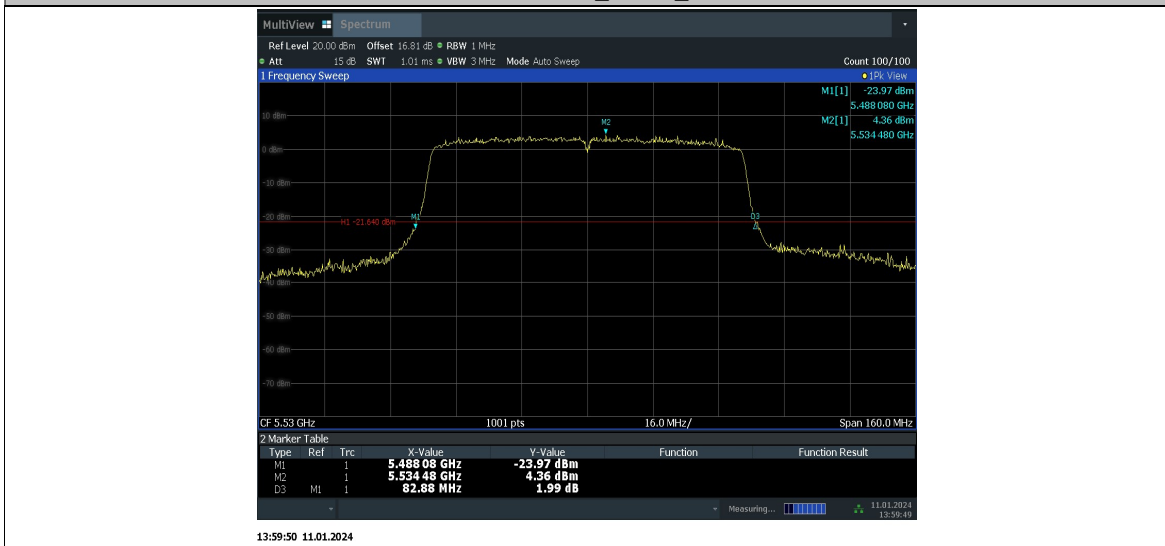 MultiView Spectrum
Ref Level 20.00 dBm Offset 16.81 dB RBW 1 MHz
Att 15 dB SWT 1.01 ms VBW 3 MHz Mode Auto Sweep Count 100/100
1 Frequency Sweep 1Pk View
M1[1] -23.97 dBm
5.488 080 GHz
M2[1] 4.36 dBm
5.534 480 GHz
10 dBm
M2
0 dBm
-10 dBm
-20 dBm
M1
D3
H1 -21.640 dBm
-30 dBm
-40 dBm
-50 dBm
-60 dBm
-70 dBm
CF 5.53 GHz 1001 pts 16.0 MHz/ Span 160.0 MHz
2 Marker Table
Type Ref Trc X-Value Y-Value Function Function Result
M1 1 5.488 08 GHz -23.97 dBm
M2 1 5.534 48 GHz 4.36 dBm
D3 M1 1 82.88 MHz 1.99 dB
Measuring... 11.01.2024
13:59:49
13:59:50 11.01.2024